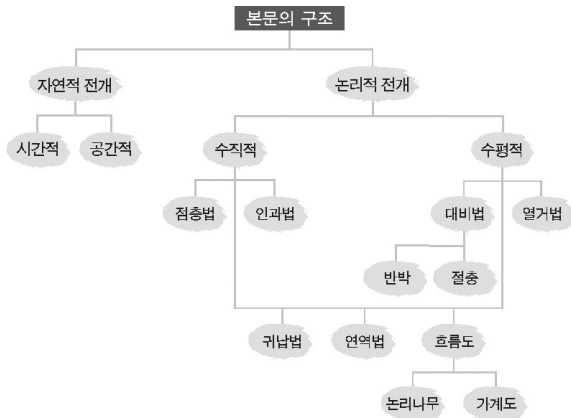 본문의 구조
자연적 전개
논리적 전개
시간적
공간적
수직적
수평적
점층법
인과법
대비법
열거법
반박
절충
귀납법
연역법
흐름도
논리나무
가계도